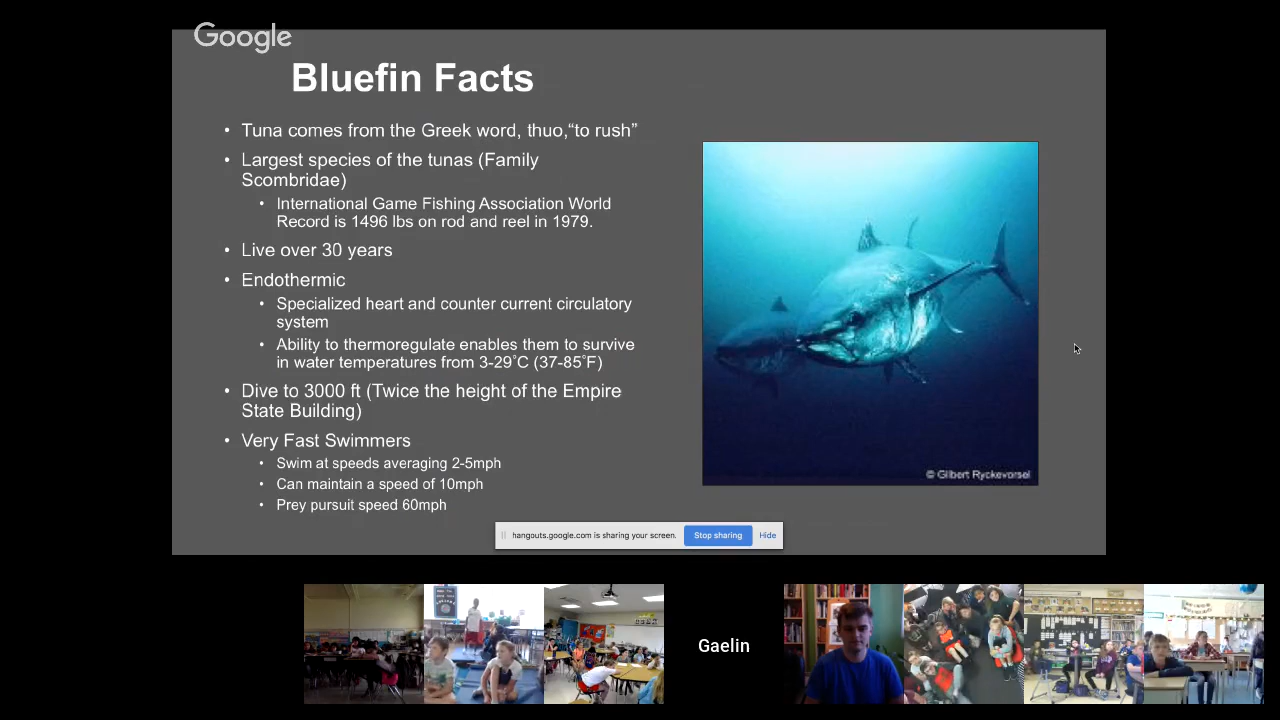 Google
Bluefin Facts
• Tuna comes from the Greek word, thuo,“to rush”
• Largest species of the tunas (Family
Scombridae)
• International Game Fishing Association World
Record is 1496 lbs on rod and reel in 1979.
• Live over 30 years
• Endothermic
• Specialized heart and counter current circulatory
system
• Ability to thermoregulate enables them to survive
in water temperatures from 3-29°C (37-85°F)
• Dive to 3000 ft (Twice the height of the Empire
State Building)
• Very Fast Swimmers
• Swim at speeds averaging 2-5mph
• Can maintain a speed of 10mph
• Prey pursuit speed 60mph
© Gilbert Ryckevorsel
hangouts.google.com is sharing your screen.
Stop sharing
Hide
Gaelin